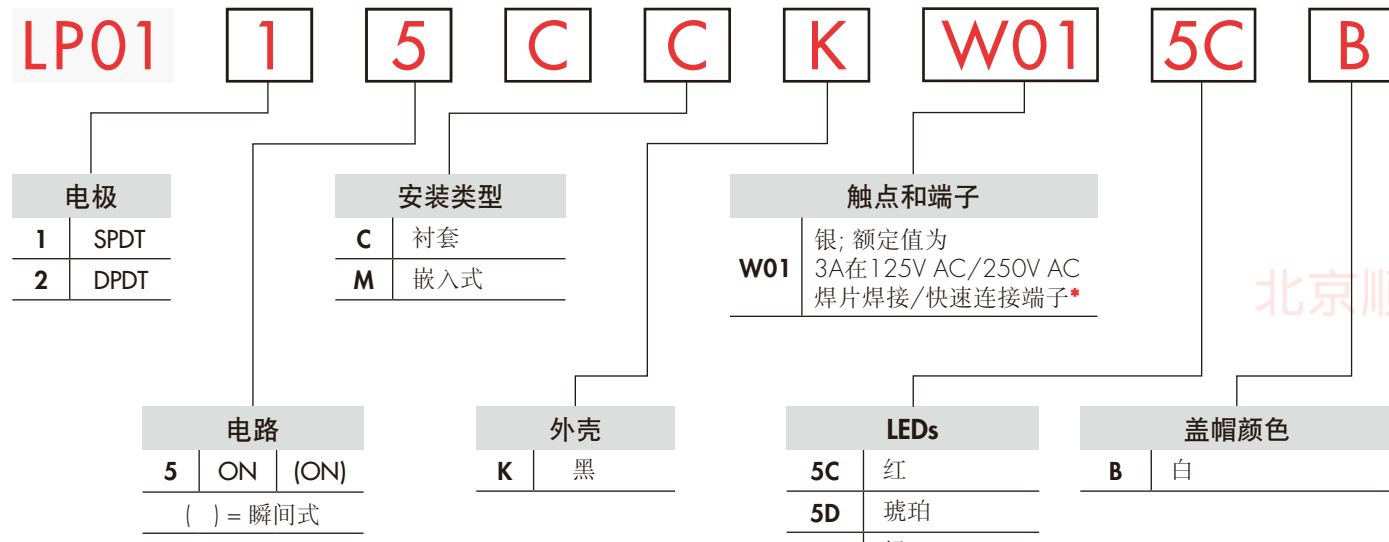 LP01 1 5 C C K W01 5C B
电极
1 SPDT
2 DPDT
安装类型
C 衬套
M 嵌入式
触点和端子
W01 银; 额定值为
3A在125V AC/250V AC
焊片焊接/快速连接端子*
北京
电路
5 ON (ON)
( ) = 瞬间式
外壳
K 黑
LEDs
5C 红
5D 琥珀
盖帽颜色
B 白